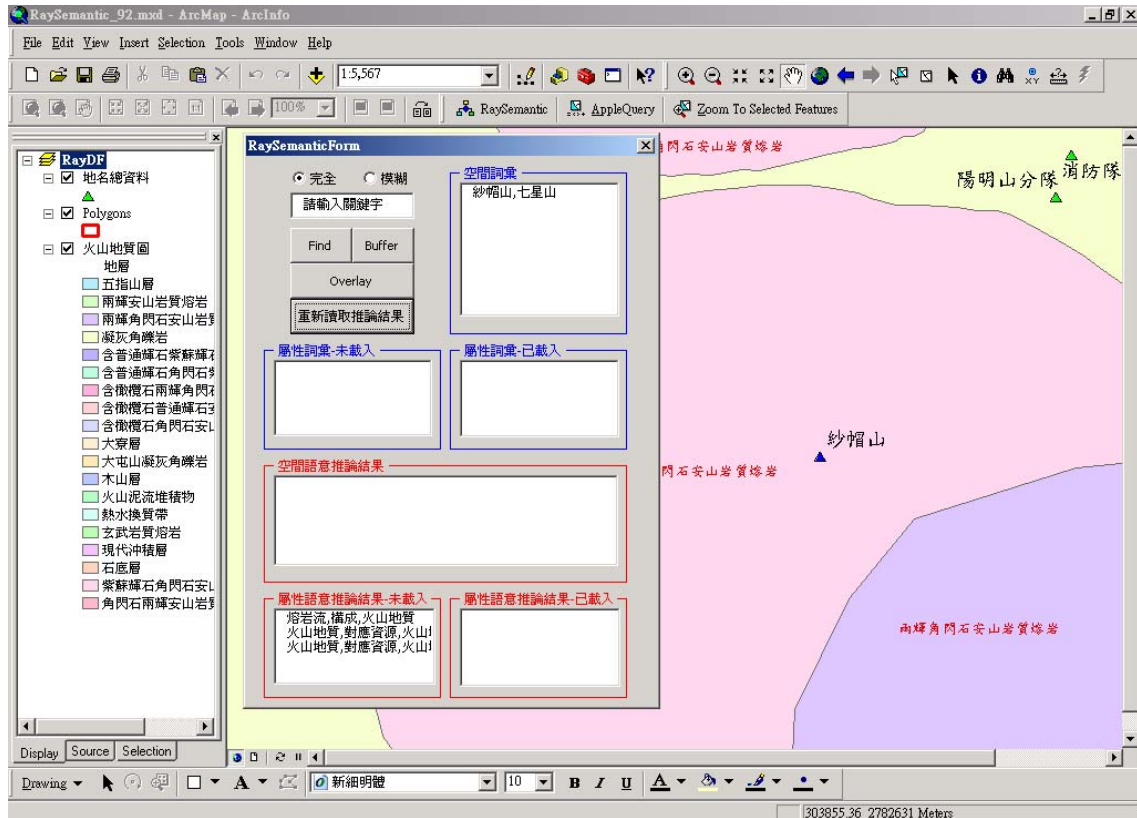 RaySemantic_92.mxd - ArcMap - ArcInfo
File Edit View Insert Selection Tools Window Help
1:5,567
100%
RaySemantic
AppleQuery
Zoom To Selected Features
RayDF
地名總資料
Polygons
火山地質圖
地層
五指山層
兩輝安山岩質熔岩
兩輝角閃石安山岩
凝灰角礫岩
含普通輝石紫蘇輝
含普通輝石角閃石
含橄欖石兩輝角閃
含橄欖石普通輝石
含橄欖石角閃石安
大寮層
大屯山凝灰角礫岩
木山層
火山泥流堆積物
熱水換質帶
玄武岩質熔岩
現代沖積層
石底層
紫蘇輝石角閃石安
角閃石兩輝安山岩
Display Source Selection
RaySemanticForm
完全 模糊
請輸入關鍵字
Find Buffer
Overlay
重新讀取推論結果
空間詞彙
紗帽山,七星山
屬性詞彙-未載入
屬性詞彙-已載入
空間語意推論結果
屬性語意推論結果-未載入
熔岩流,構成,火山地質
火山地質,對應資源,火山
火山地質,對應資源,火山
屬性語意推論結果-已載入
閃石安山岩質熔岩
陽明山分隊
消防隊
紗帽山
閃石安山岩質熔岩
兩輝角閃石安山岩質熔岩
Drawing
A
新細明體
10
B I U A
303855.36 2782631 Meters